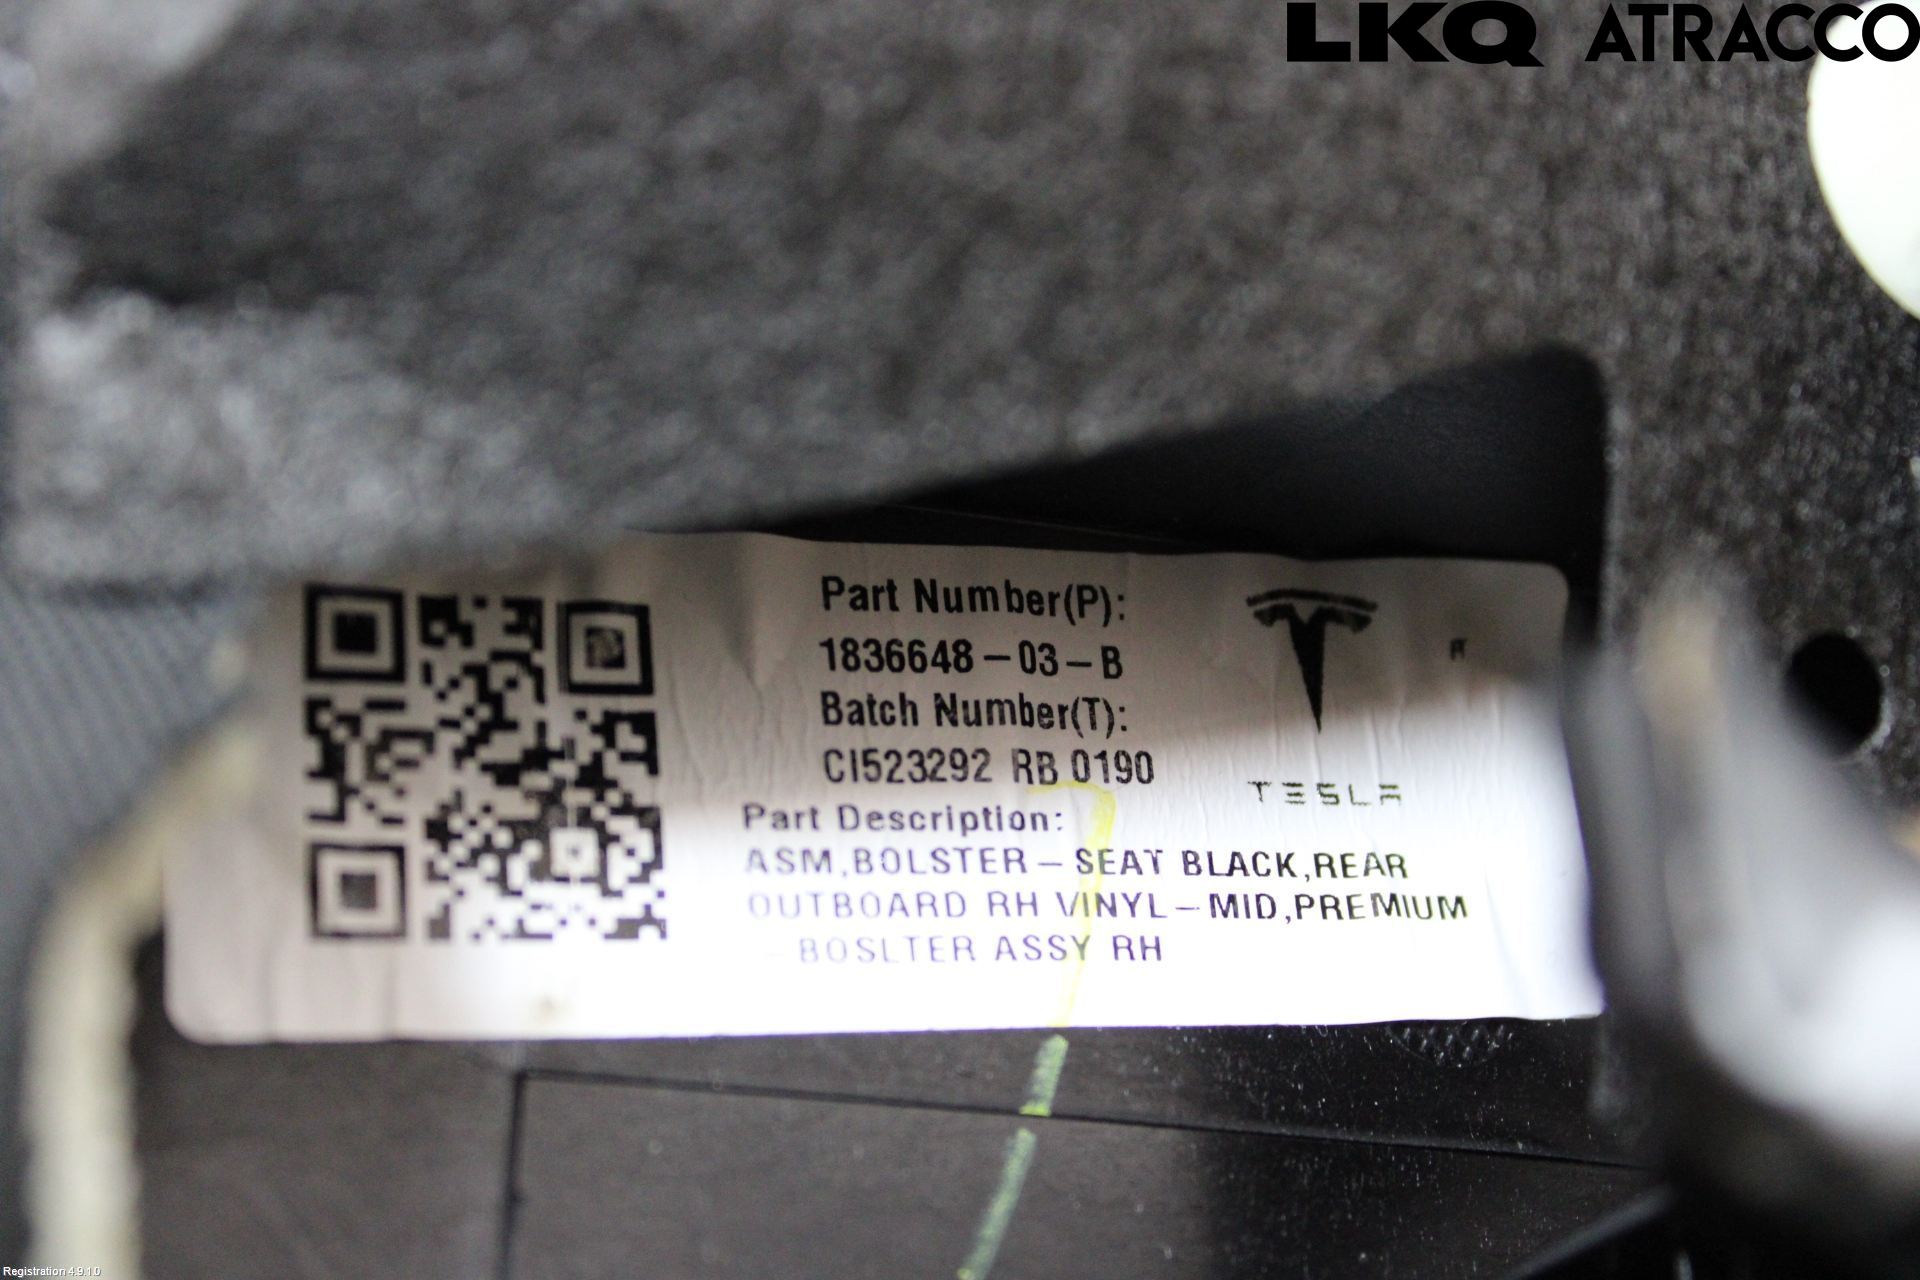 LKQ ATRACCO
Part Number(P):
1836648-03-B
Batch Number(T):
CI523292 RB 0190
TESLA
Part Description:
ASM,BOLSTER-SEAT BLACK,REAR
OUTBOARD RH VINYL-MID,PREMIUM
-BOSLTER ASSY RH
Registration 4.9.1.0